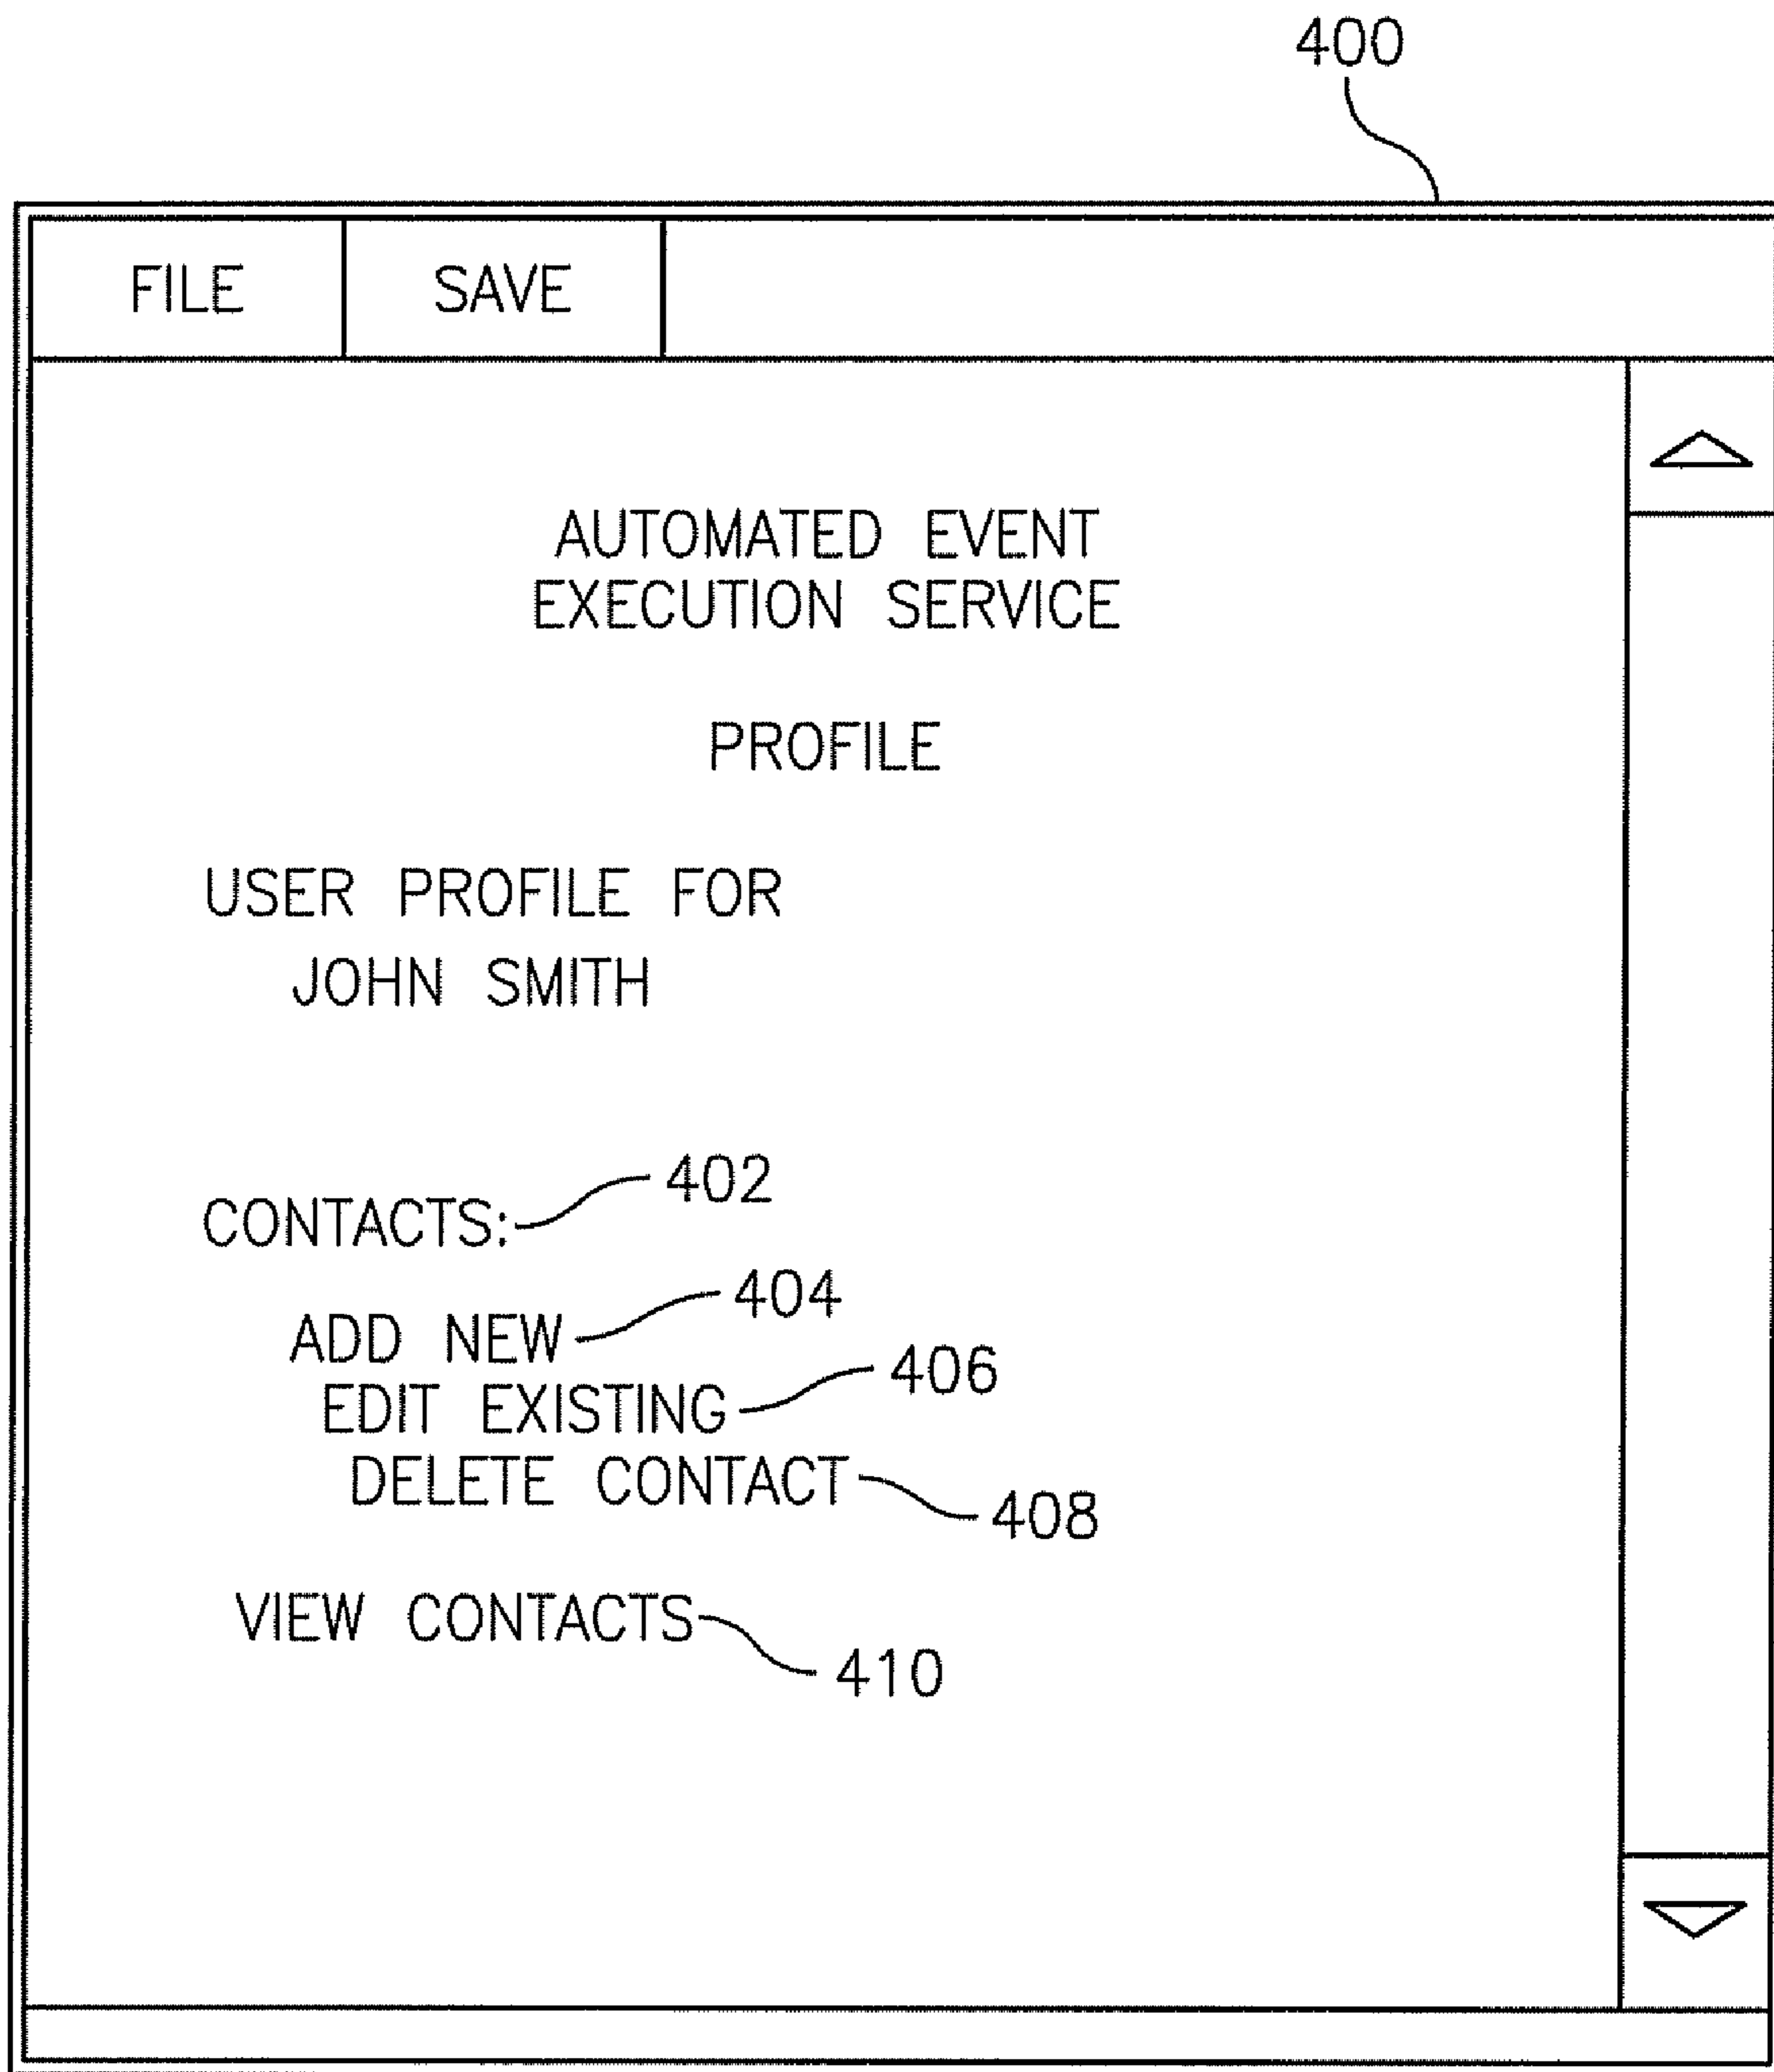 400
FILE SAVE
AUTOMATED EVENT
EXECUTION SERVICE
PROFILE
USER PROFILE FOR
JOHN SMITH
CONTACTS: 402
ADD NEW 404
EDIT EXISTING 406
DELETE CONTACT 408
VIEW CONTACTS 410